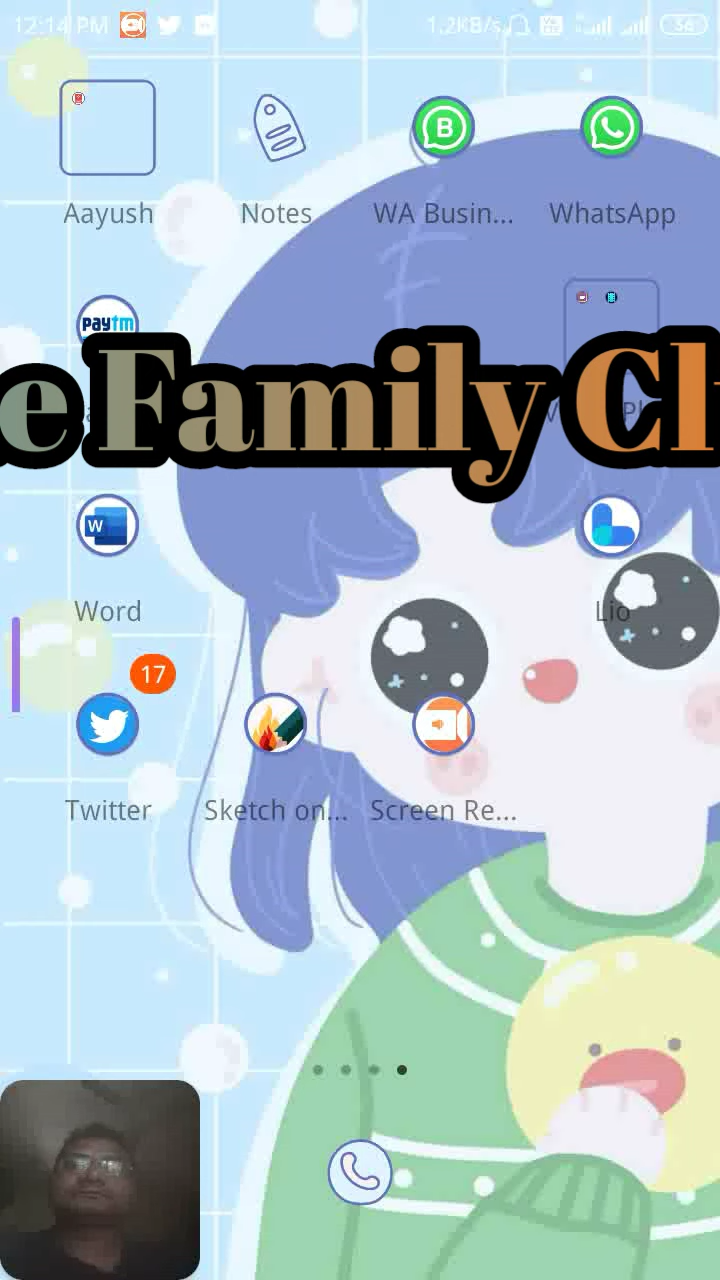 12:14 PM 1.2KB/s 56
Aayush Notes WA Busin... WhatsApp
paytm
e Family Cl
W
Word Lio
17
Twitter Sketch on... Screen Re...